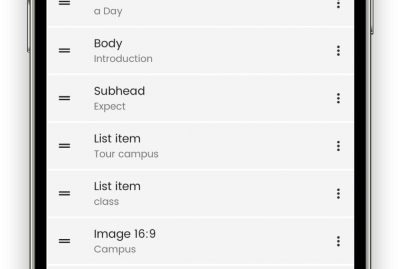 a Day
Body
Introduction
Subhead
Expect
List item
Tour campus
List item
class
Image 16:9
Campus